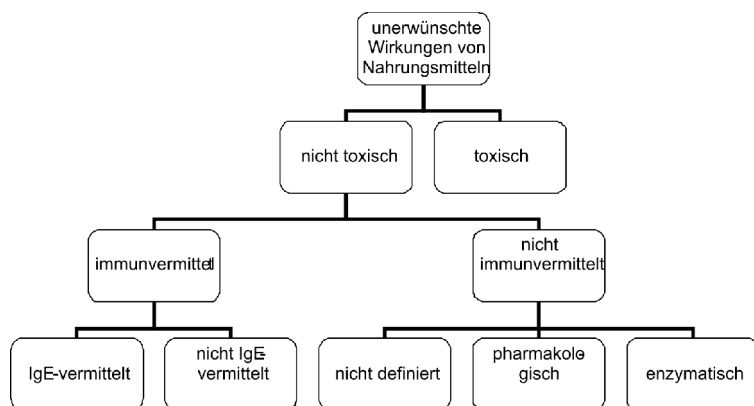 unerwünschte
Wirkungen von
Nahrungsmitteln
nicht toxisch
toxisch
immunvermittelt
nicht
immunvermittelt
IgE-vermittelt
nicht IgE-
vermittelt
nicht definiert
pharmakolo-
gisch
enzymatisch